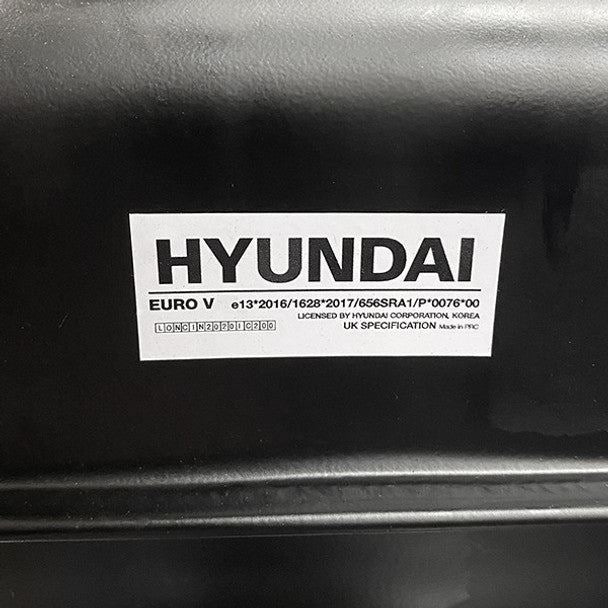 HYUNDAI
EURO V e13*2016/1628*2017/656SRA1/P*0076*00
LICENSED BY HYUNDAI CORPORATION, KOREA
LONCIN2020IC200 UK SPECIFICATION Made in PRC